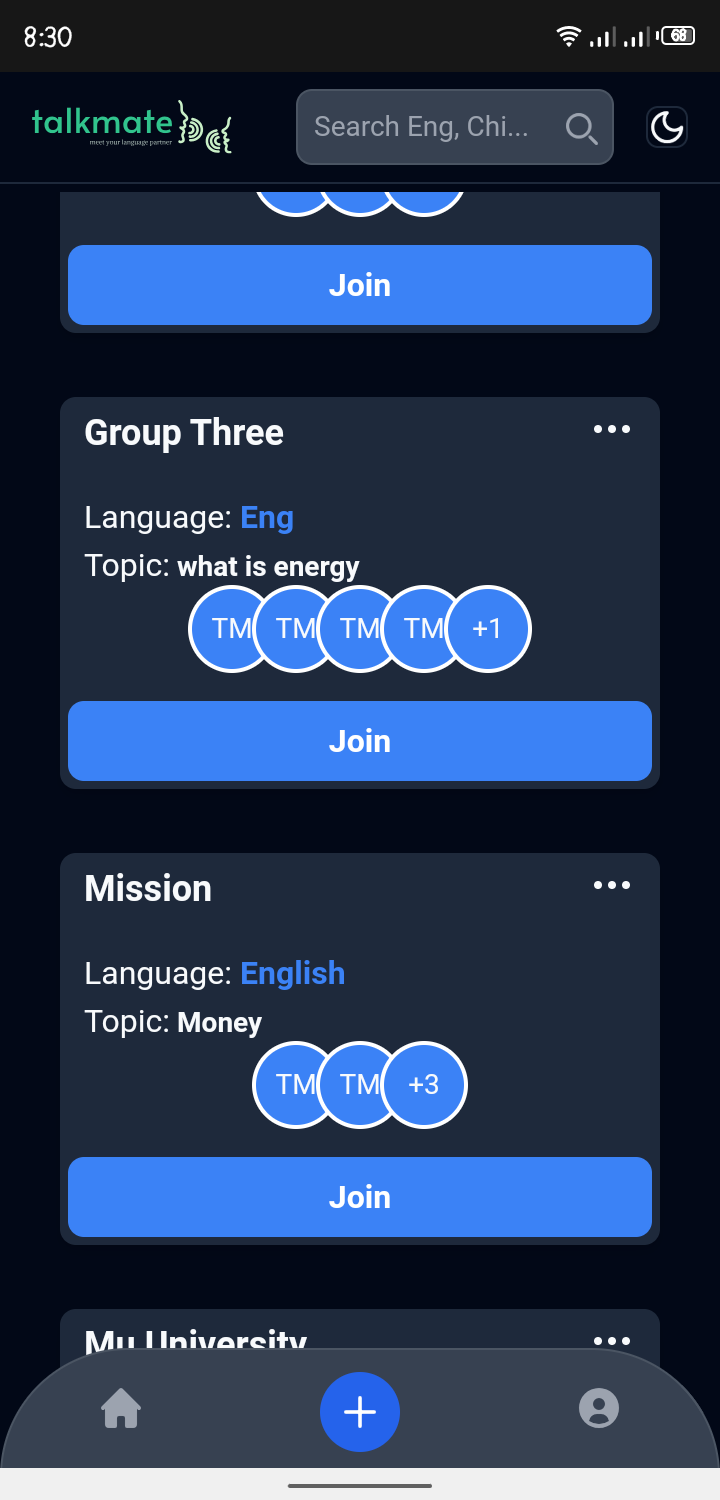 8:30
68
talkmate
meet your language partner
Search Eng, Chi...
Join
Group Three
Language: Eng
Topic: what is energy
TM TM TM TM +1
Join
Mission
Language: English
Topic: Money
TM TM +3
Join
Mu University